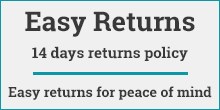 Easy Returns
14 days returns policy
Easy returns for peace of mind